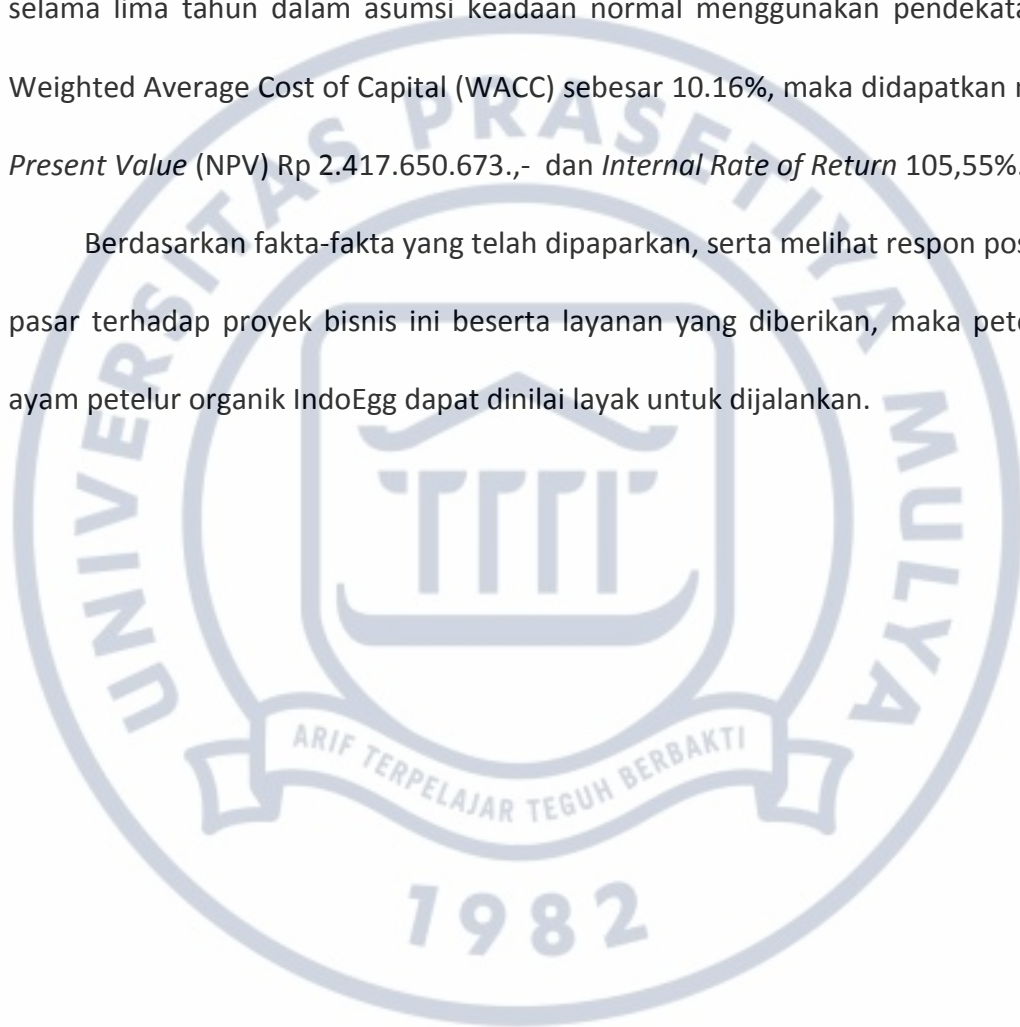 selama lima tahun dalam asumsi keadaan normal menggunakan
Weighted Average Cost of Capital (WACC) sebesar 10.16%, maka didapatkan
Present Value (NPV) Rp 2.417.650.673.,- dan Internal Rate of Return 105,55%.
Berdasarkan fakta-fakta yang telah dipaparkan, serta melihat respon
pasar terhadap proyek bisnis ini beserta layanan yang diberikan, maka
ayam petelur organik IndoEgg dapat dinilai layak untuk dijalankan.
UNIVERSITAS PRASETIYA MULYA
ARIF TERPELAJAR TEGUH BERBAKTI
1982